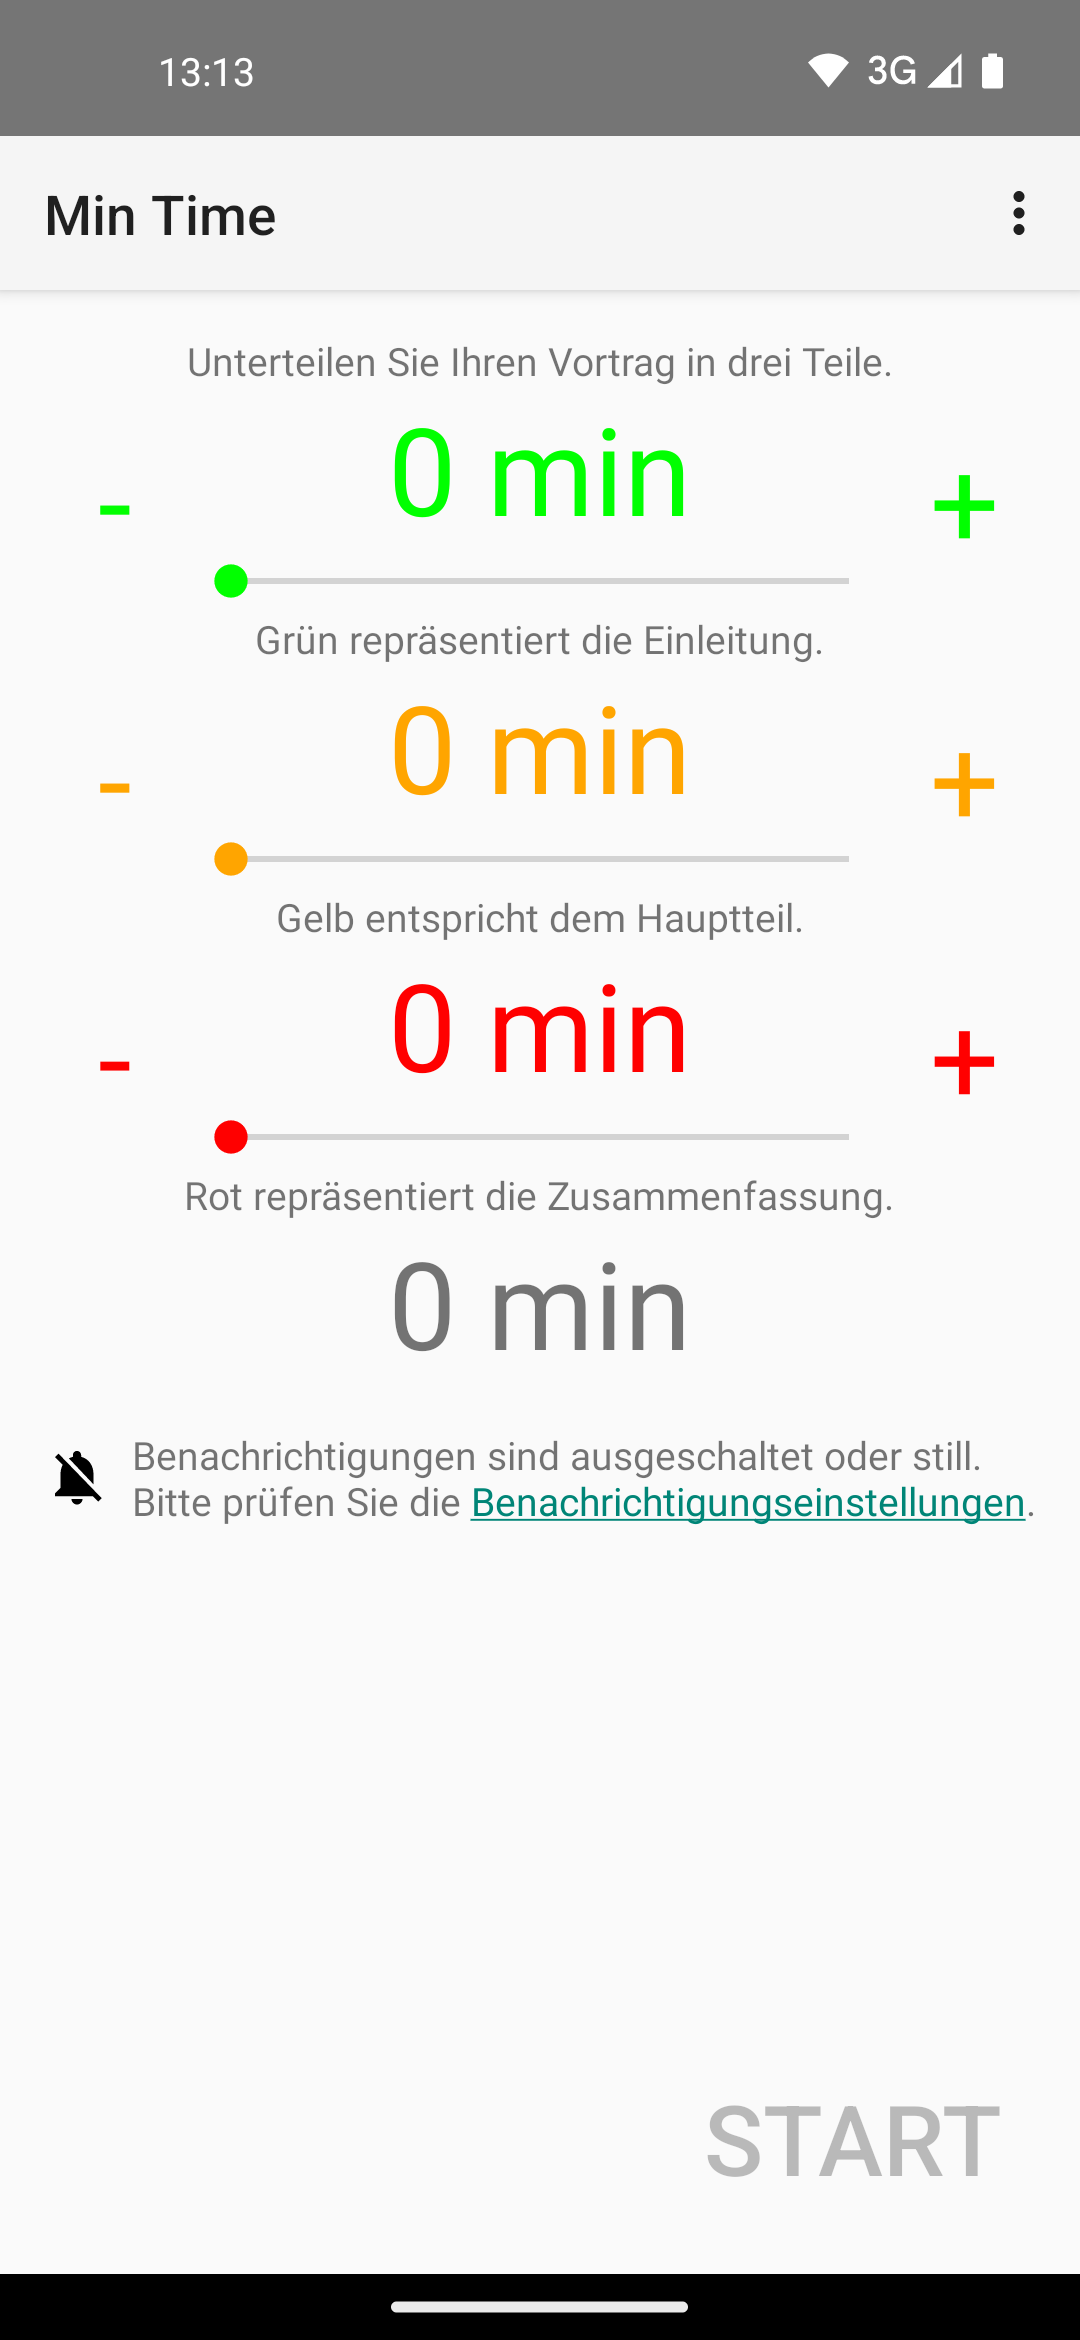 13:13
3G
Min Time
Unterteilen Sie Ihren Vortrag in drei Teile.
0 min
-
+
Grün repräsentiert die Einleitung.
0 min
-
+
Gelb entspricht dem Hauptteil.
0 min
-
+
Rot repräsentiert die Zusammenfassung.
0 min
Benachrichtigungen sind ausgeschaltet oder still.
Bitte prüfen Sie die Benachrichtigungseinstellungen.
START